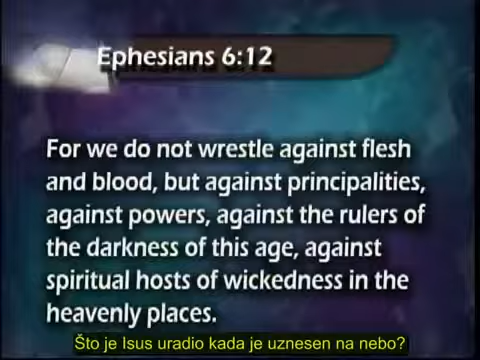 Ephesians 6:12
For we do not wrestle against flesh
and blood, but against principalities,
against powers, against the rulers of
the darkness of this age, against
spiritual hosts of wickedness in the
heavenly places.
Što je Isus uradio kada je uznesen na nebo?